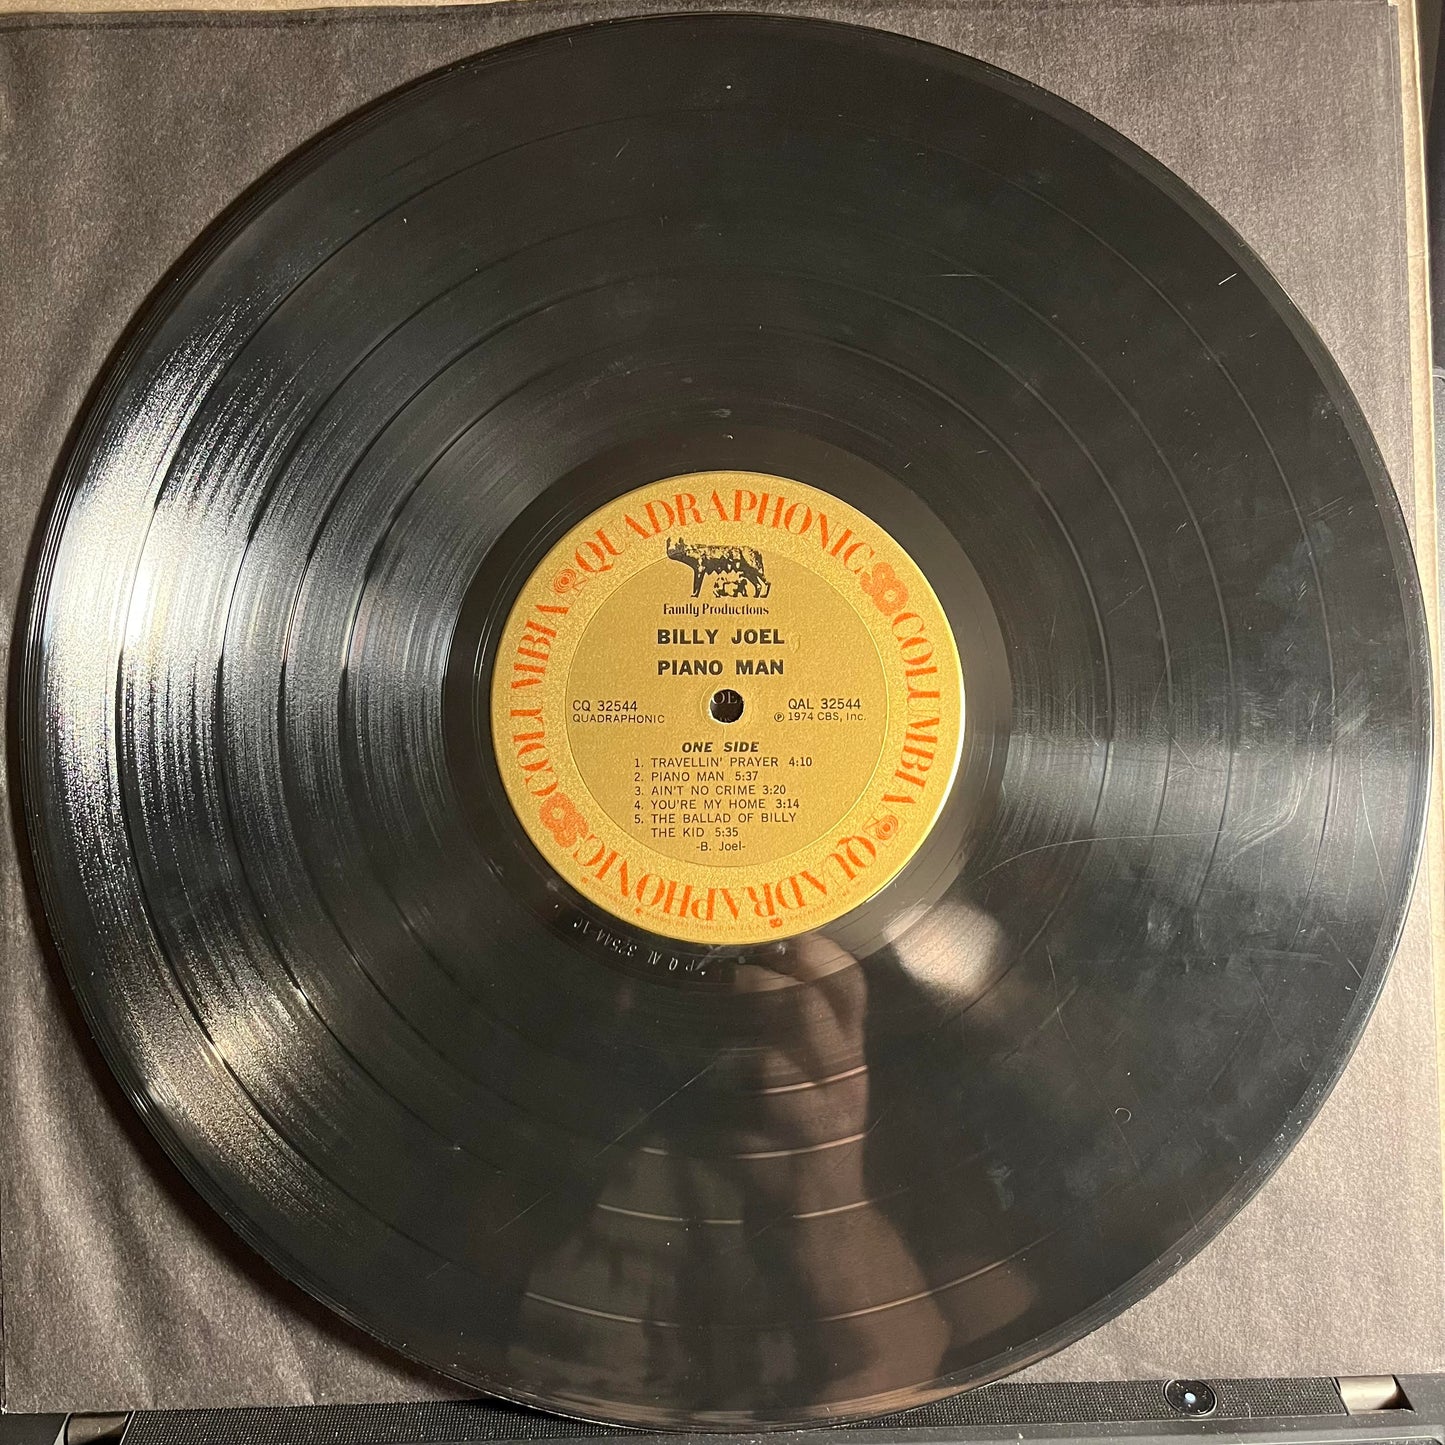 QUADRAPHONIC
COLUMBIA
QUADRAPHONIC
COLUMBIA
Family Productions
BILLY JOEL
PIANO MAN
CQ 32544
QUADRAPHONIC
QAL 32544
℗ 1974 CBS, Inc.
ONE SIDE
1. TRAVELLIN' PRAYER 4:10
2. PIANO MAN 5:37
3. AIN'T NO CRIME 3:20
4. YOU'RE MY HOME 3:14
5. THE BALLAD OF BILLY
THE KID 5:35
-B. Joel-